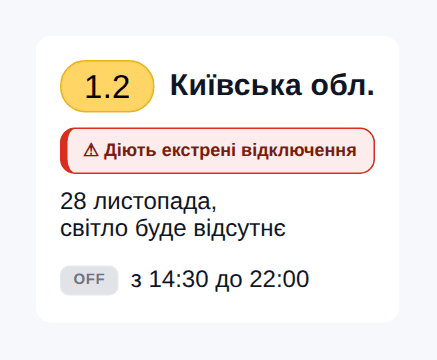 1.2 Київська обл.
⚠ Діють екстрені відключення
28 листопада,
світло буде відсутнє
OFF з 14:30 до 22:00